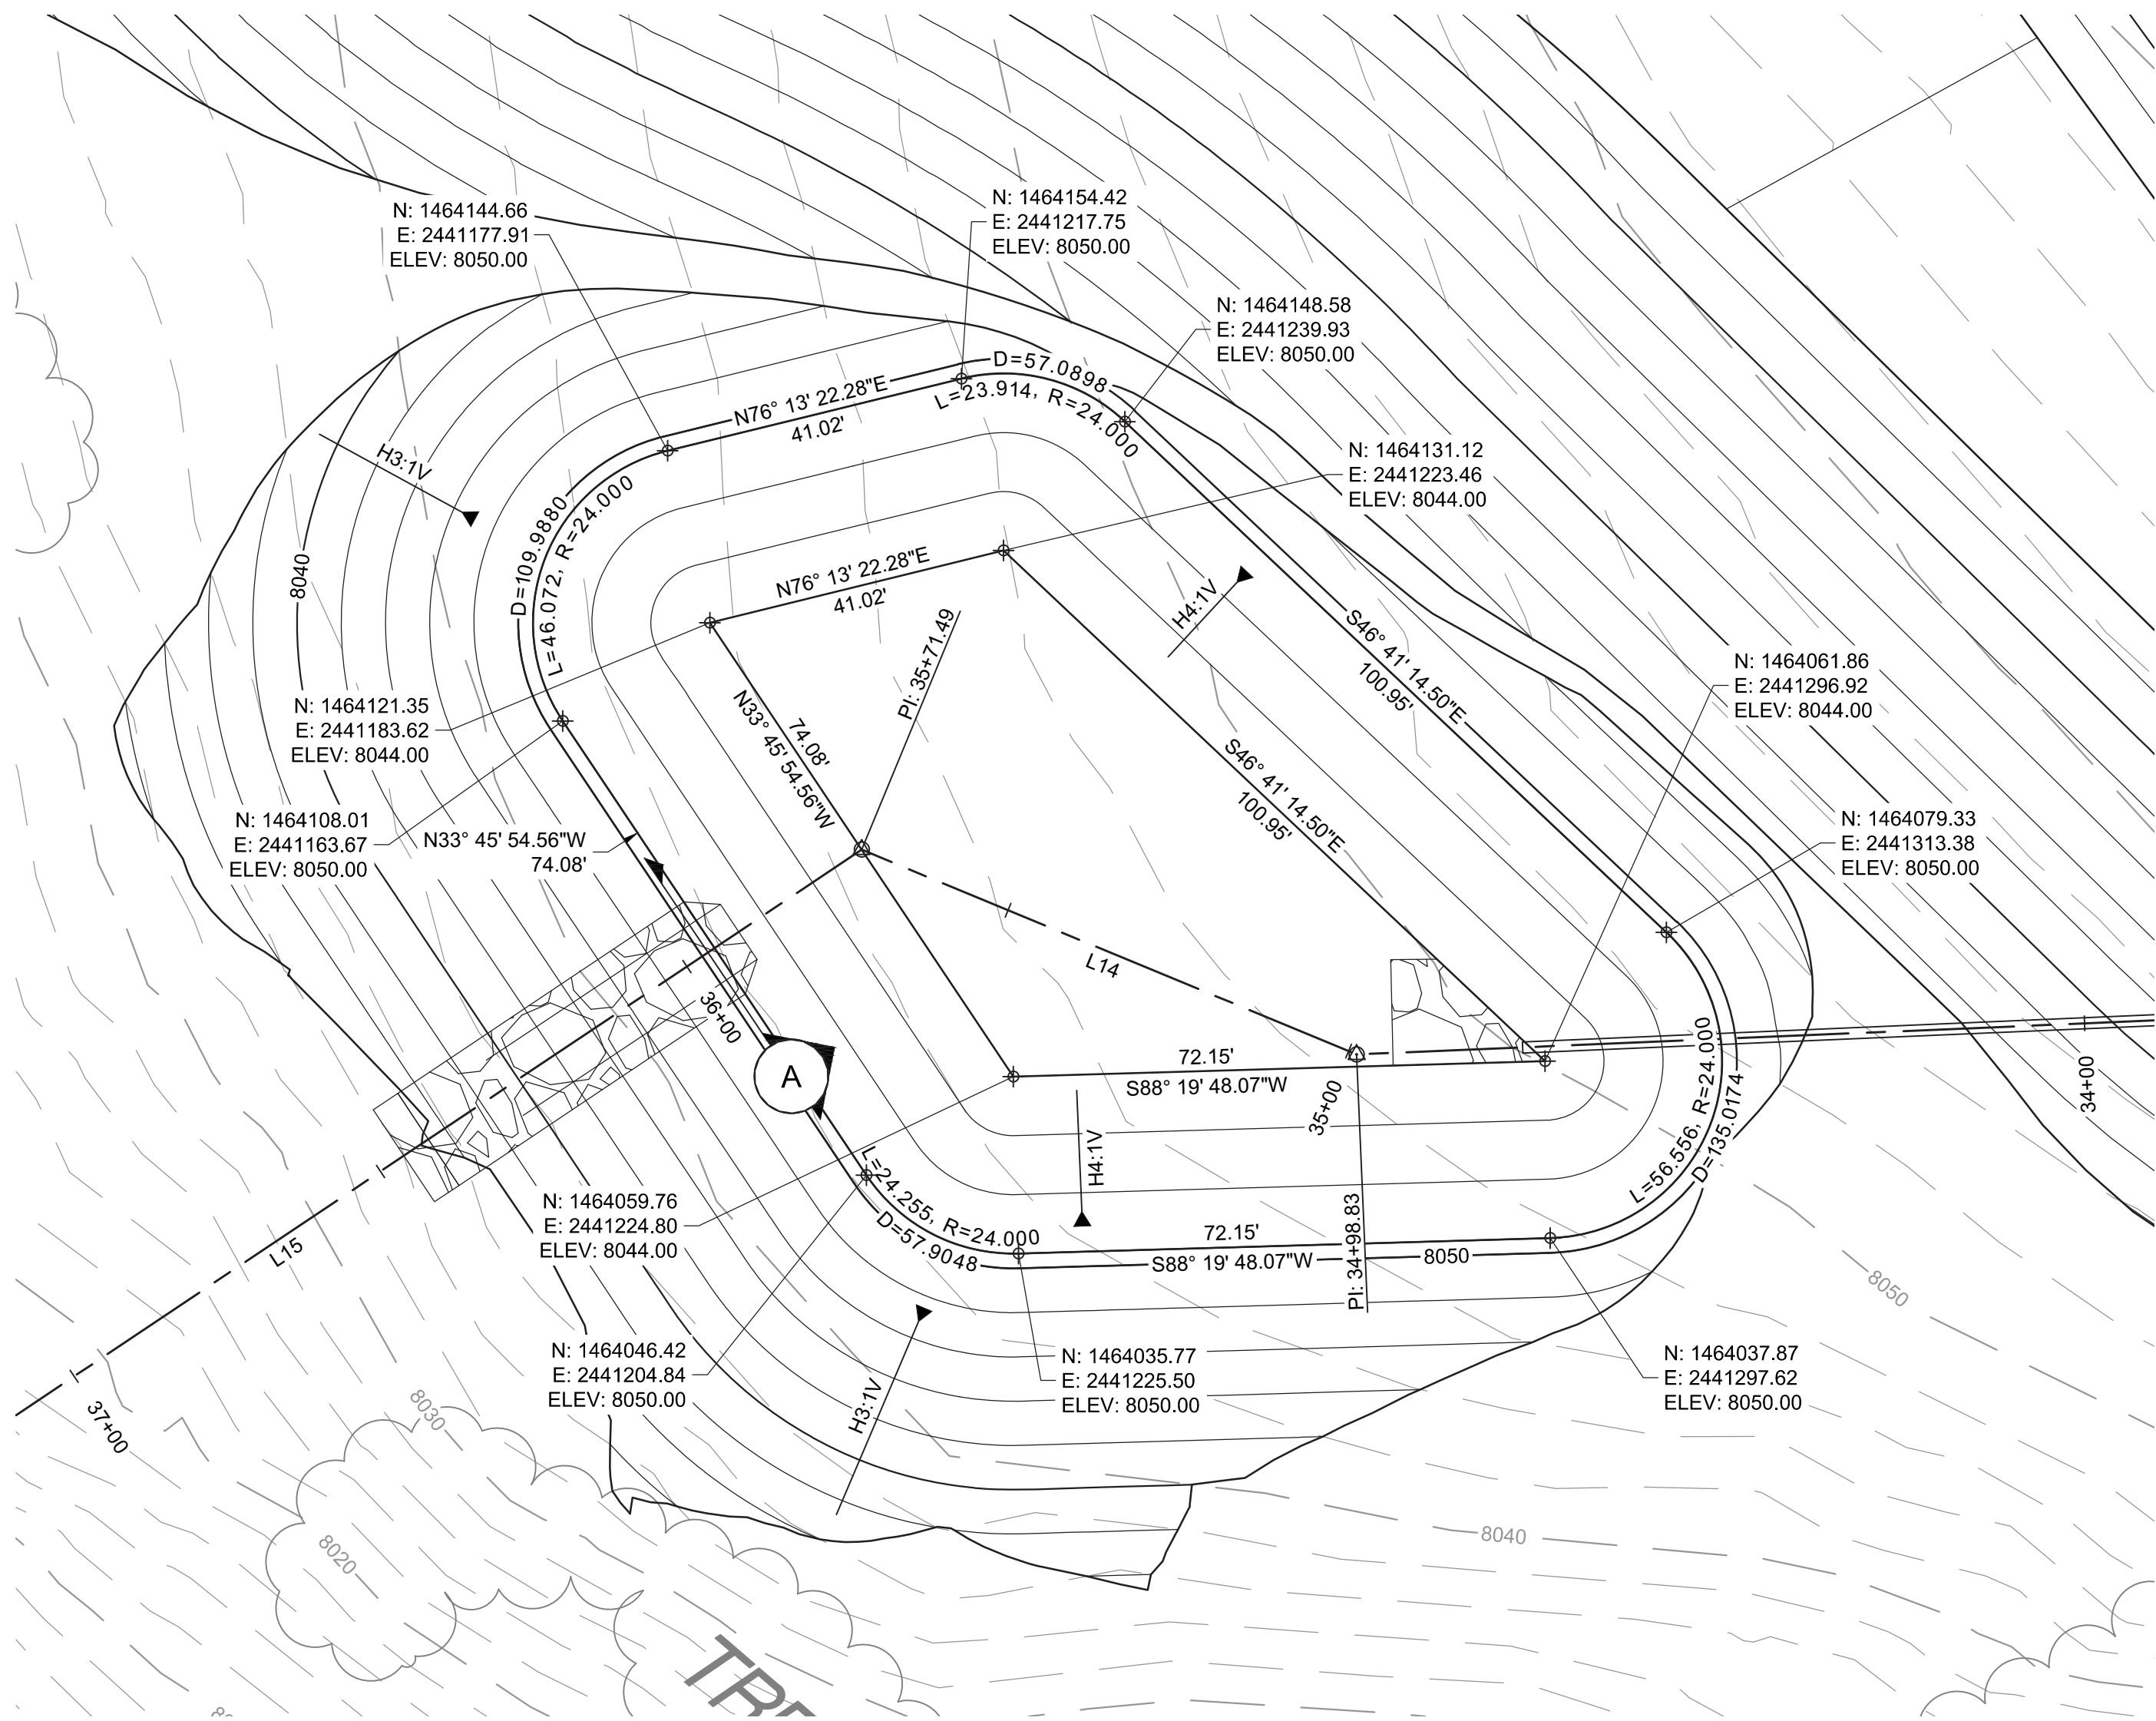 N: 1464154.42
E: 2441217.75
ELEV: 8050.00
N: 1464144.66
E: 2441177.91
ELEV: 8050.00
N: 1464148.58
E: 2441239.93
ELEV: 8050.00
D=57.0898
L=23.914, R=24.000
N76° 13' 22.28"E
41.02'
N: 1464131.12
E: 2441223.46
ELEV: 8044.00
H3:1V
D=109.9880
L=46.072, R=24.000
8040
N76° 13' 22.28"E
41.02'
H4:1V
PI: 35+71.49
S46° 41' 14.50"E
100.95'
N: 1464061.86
E: 2441296.92
ELEV: 8044.00
N: 1464121.35
E: 2441183.62
ELEV: 8044.00
74.08'
N33° 45' 54.56"W
S46° 41' 14.50"E
100.95'
N: 1464108.01
E: 2441163.67
ELEV: 8050.00
N33° 45' 54.56"W
74.08'
N: 1464079.33
E: 2441313.38
ELEV: 8050.00
L14
36+00
A
72.15'
S88° 19' 48.07"W
35+00
34+00
L=56.556, R=24.000
D=135.0174
H4:1V
L=24.255, R=24.000
D=57.9048
N: 1464059.76
E: 2441224.80
ELEV: 8044.00
72.15'
S88° 19' 48.07"W
8050
PI: 34+98.83
L15
8050
N: 1464046.42
E: 2441204.84
ELEV: 8050.00
H3:1V
N: 1464035.77
E: 2441225.50
ELEV: 8050.00
N: 1464037.87
E: 2441297.62
ELEV: 8050.00
37+00
8030
8020
8040